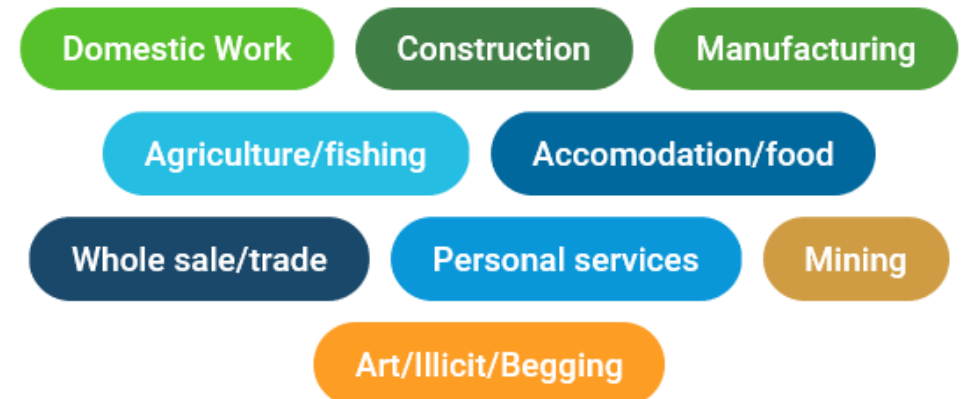 Domestic Work Construction Manufacturing
Agriculture/fishing Accomodation/food
Whole sale/trade Personal services Mining
Art/Illicit/Begging